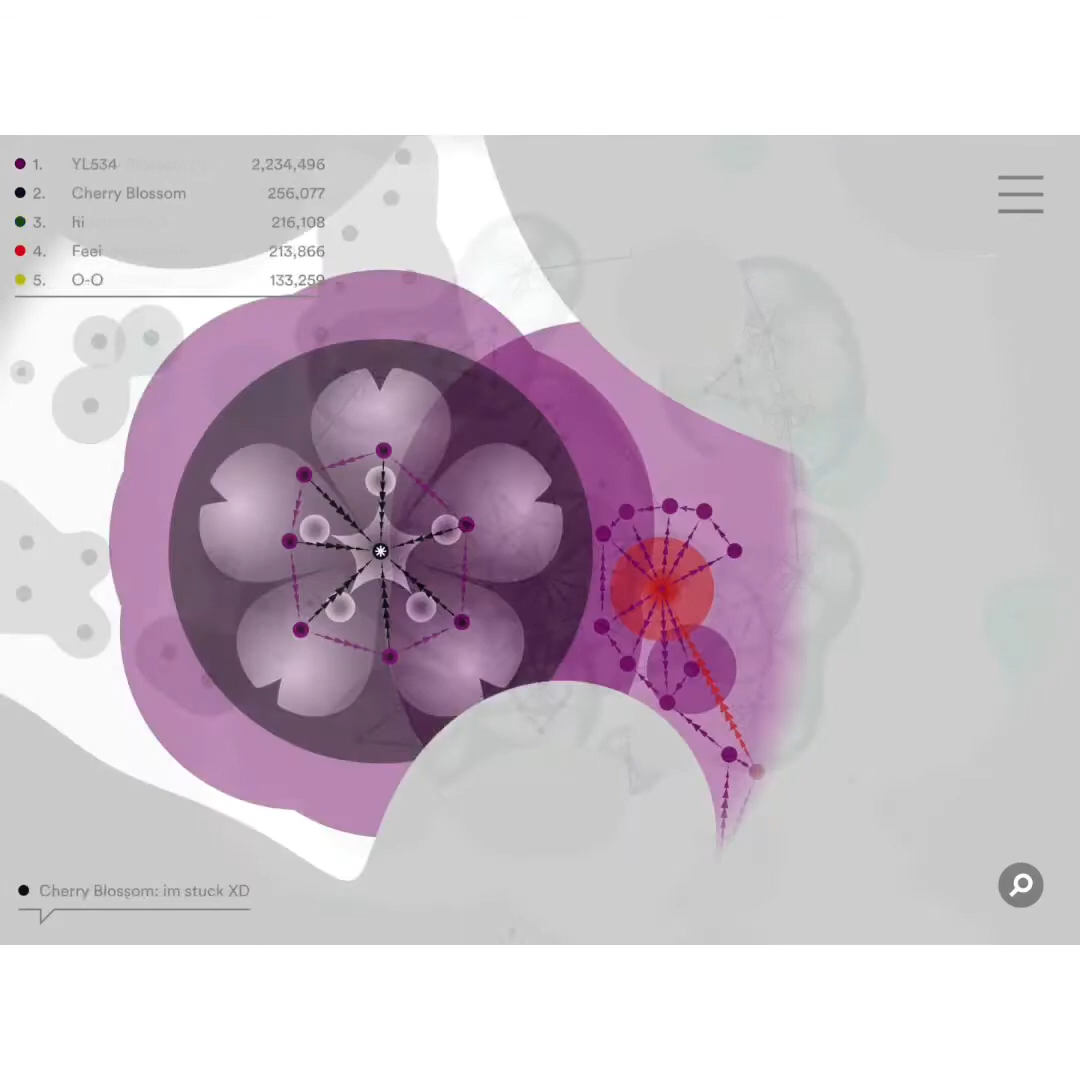 1. YL534 2,234,496
2. Cherry Blossom 256,077
3. hi 216,108
4. Feei 213,866
5. O-O 133,259
Cherry Blossom: im stuck XD